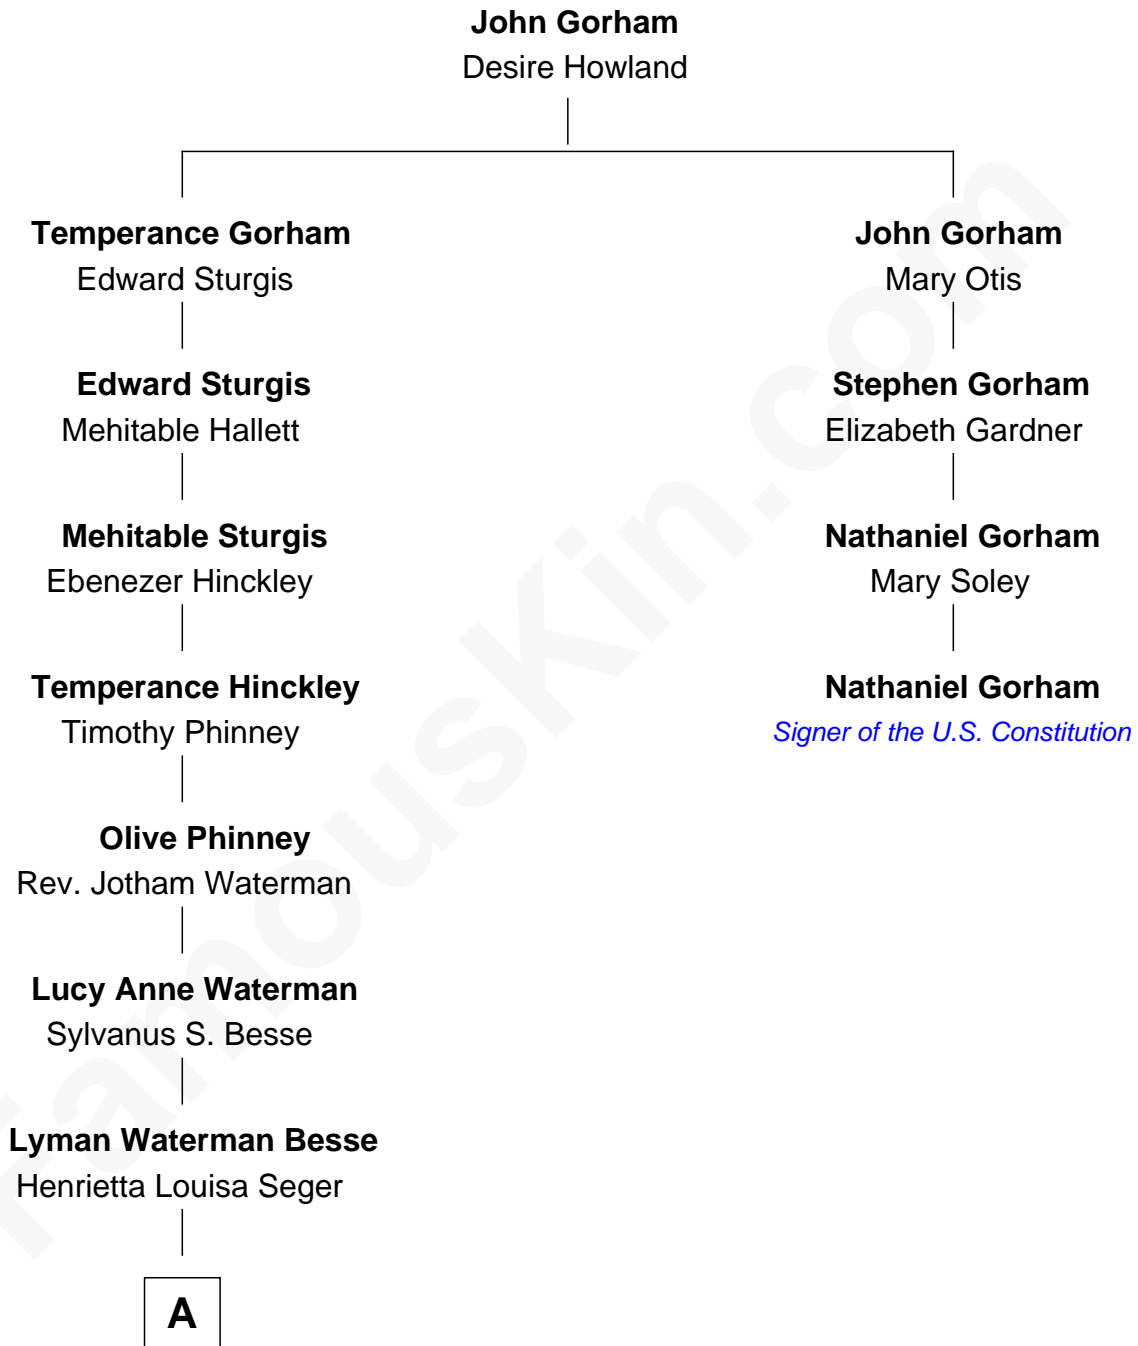 John Gorham
Desire Howland
Temperance Gorham
Edward Sturgis
John Gorham
Mary Otis
Edward Sturgis
Mehitable Hallett
Stephen Gorham
Elizabeth Gardner
Mehitable Sturgis
Ebenezer Hinckley
Nathaniel Gorham
Mary Soley
Temperance Hinckley
Timothy Phinney
Nathaniel Gorham
Signer of the U.S. Constitution
Olive Phinney
Rev. Jotham Waterman
Lucy Anne Waterman
Sylvanus S. Besse
Lyman Waterman Besse
Henrietta Louisa Seger
A
FamousKin.com